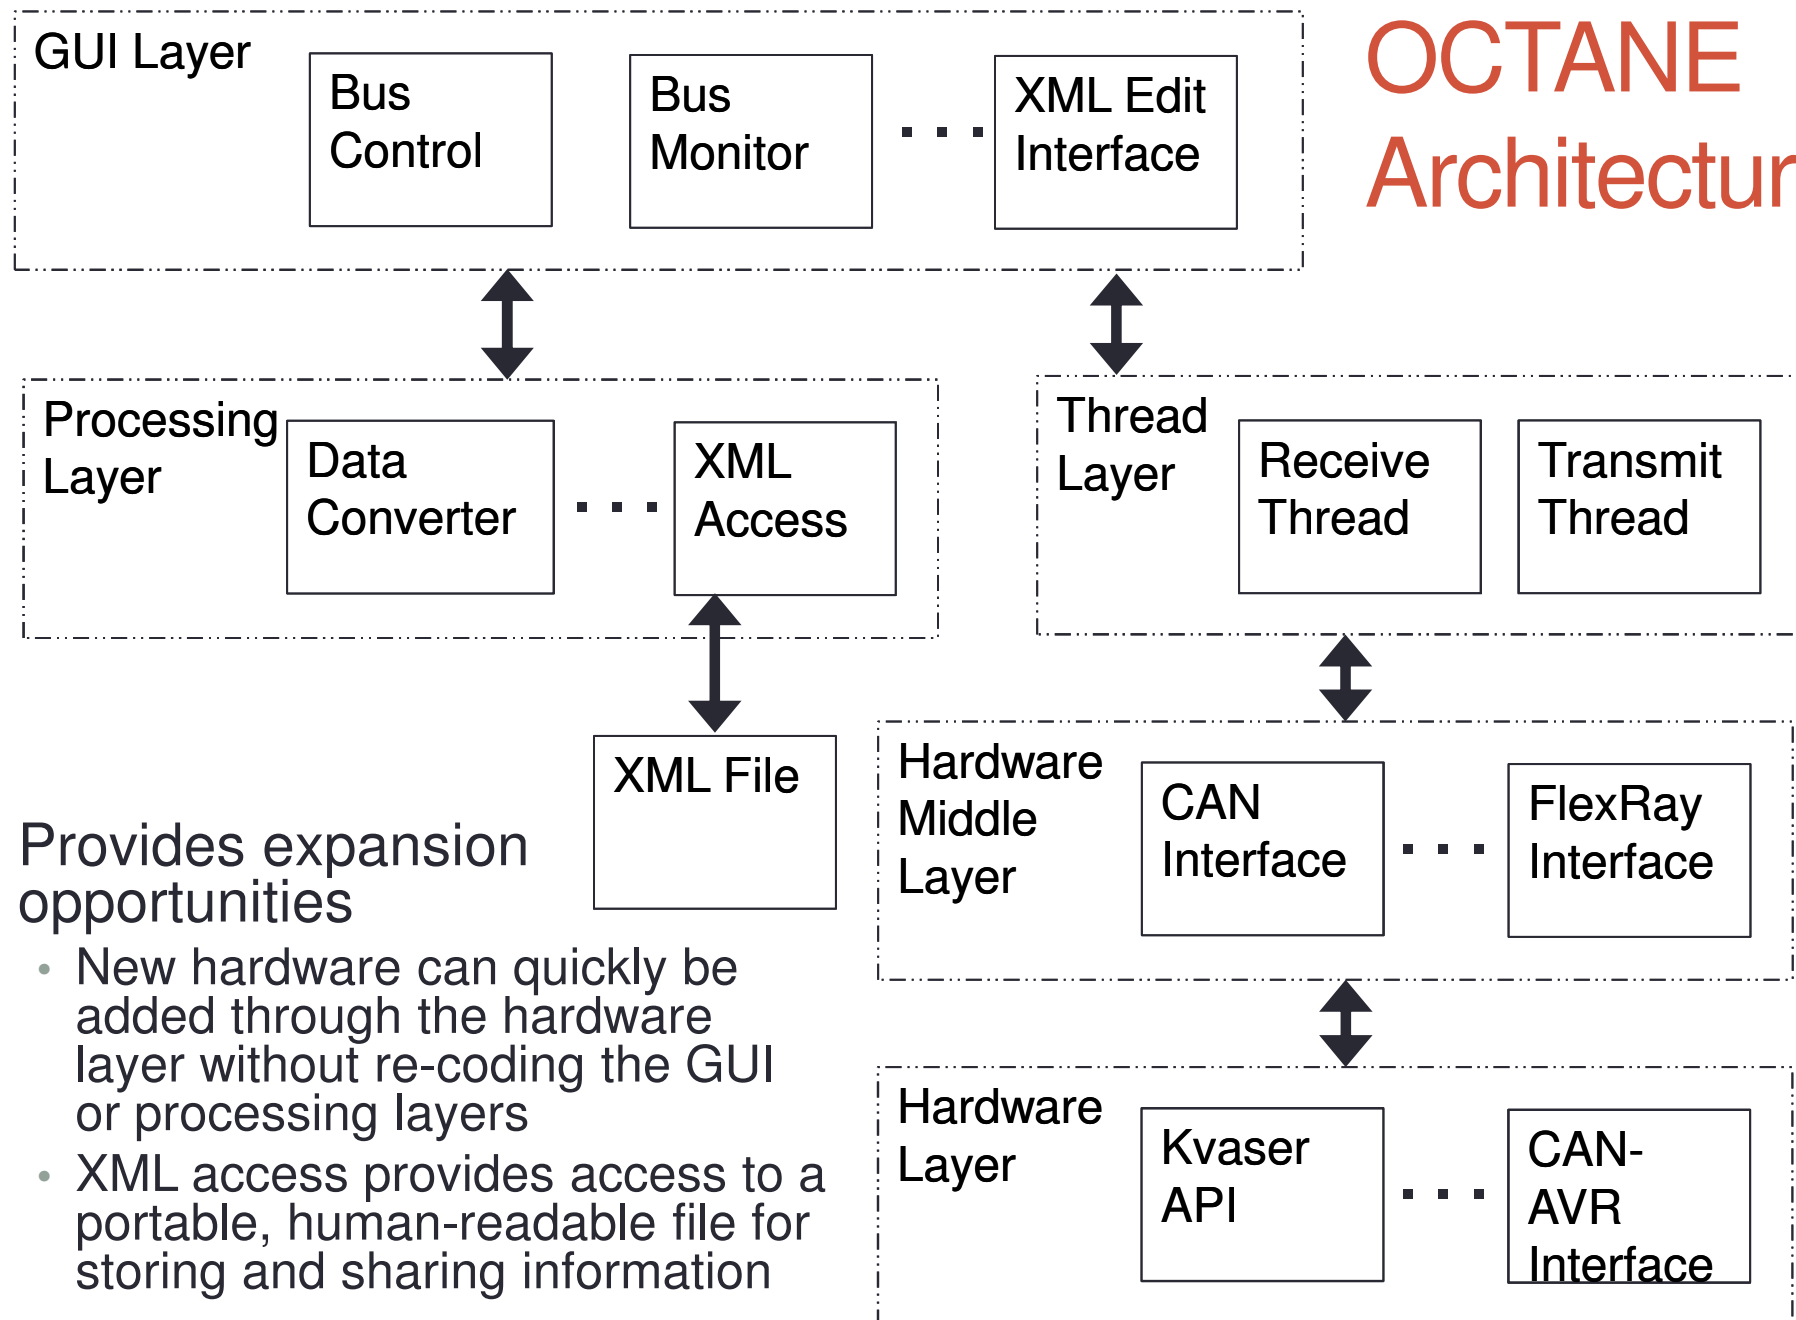 OCTANE
Architectur
GUI Layer
Bus
Control
Bus
Monitor
XML Edit
Interface
Processing
Layer
Data
Converter
XML
Access
Thread
Layer
Receive
Thread
Transmit
Thread
XML File
Hardware
Middle
Layer
CAN
Interface
FlexRay
Interface
Hardware
Layer
Kvaser
API
CAN-
AVR
Interface
Provides expansion
opportunities
• New hardware can quickly be
added through the hardware
layer without re-coding the GUI
or processing layers
• XML access provides access to a
portable, human-readable file for
storing and sharing information